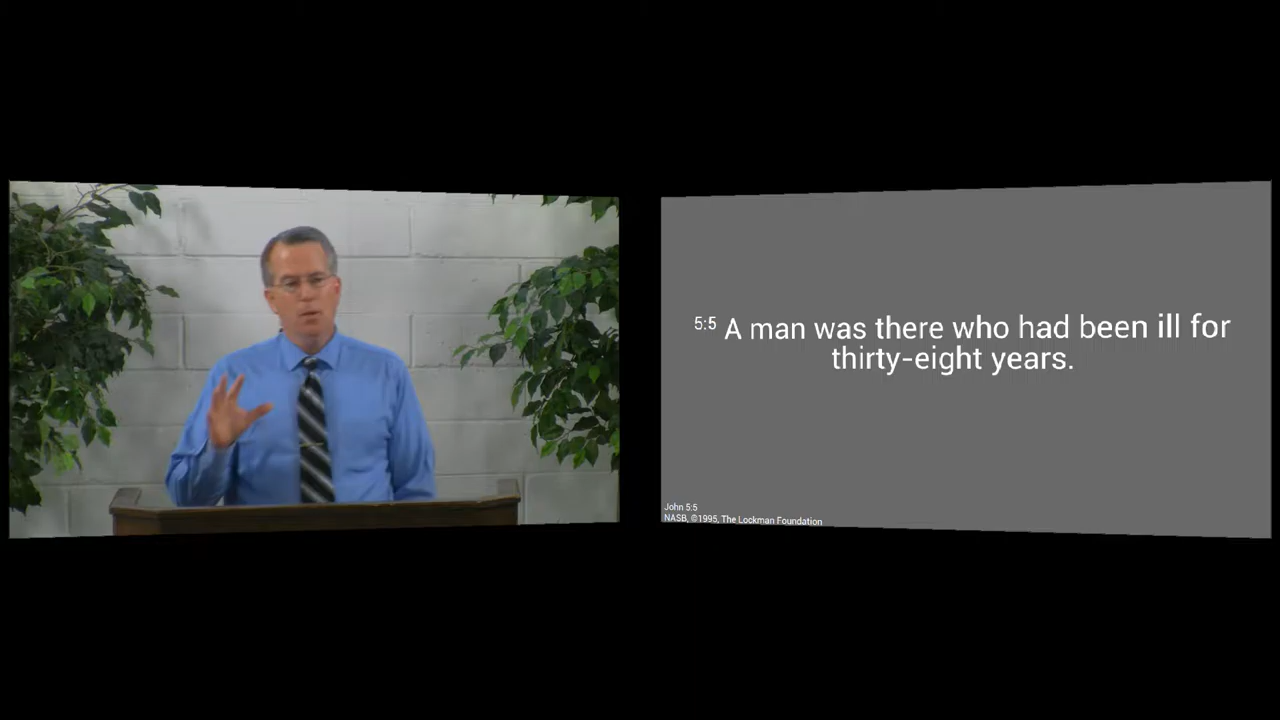 5:5 A man was there who had been ill for
thirty-eight years.
John 5:5
NASB, ©1995, The Lockman Foundation